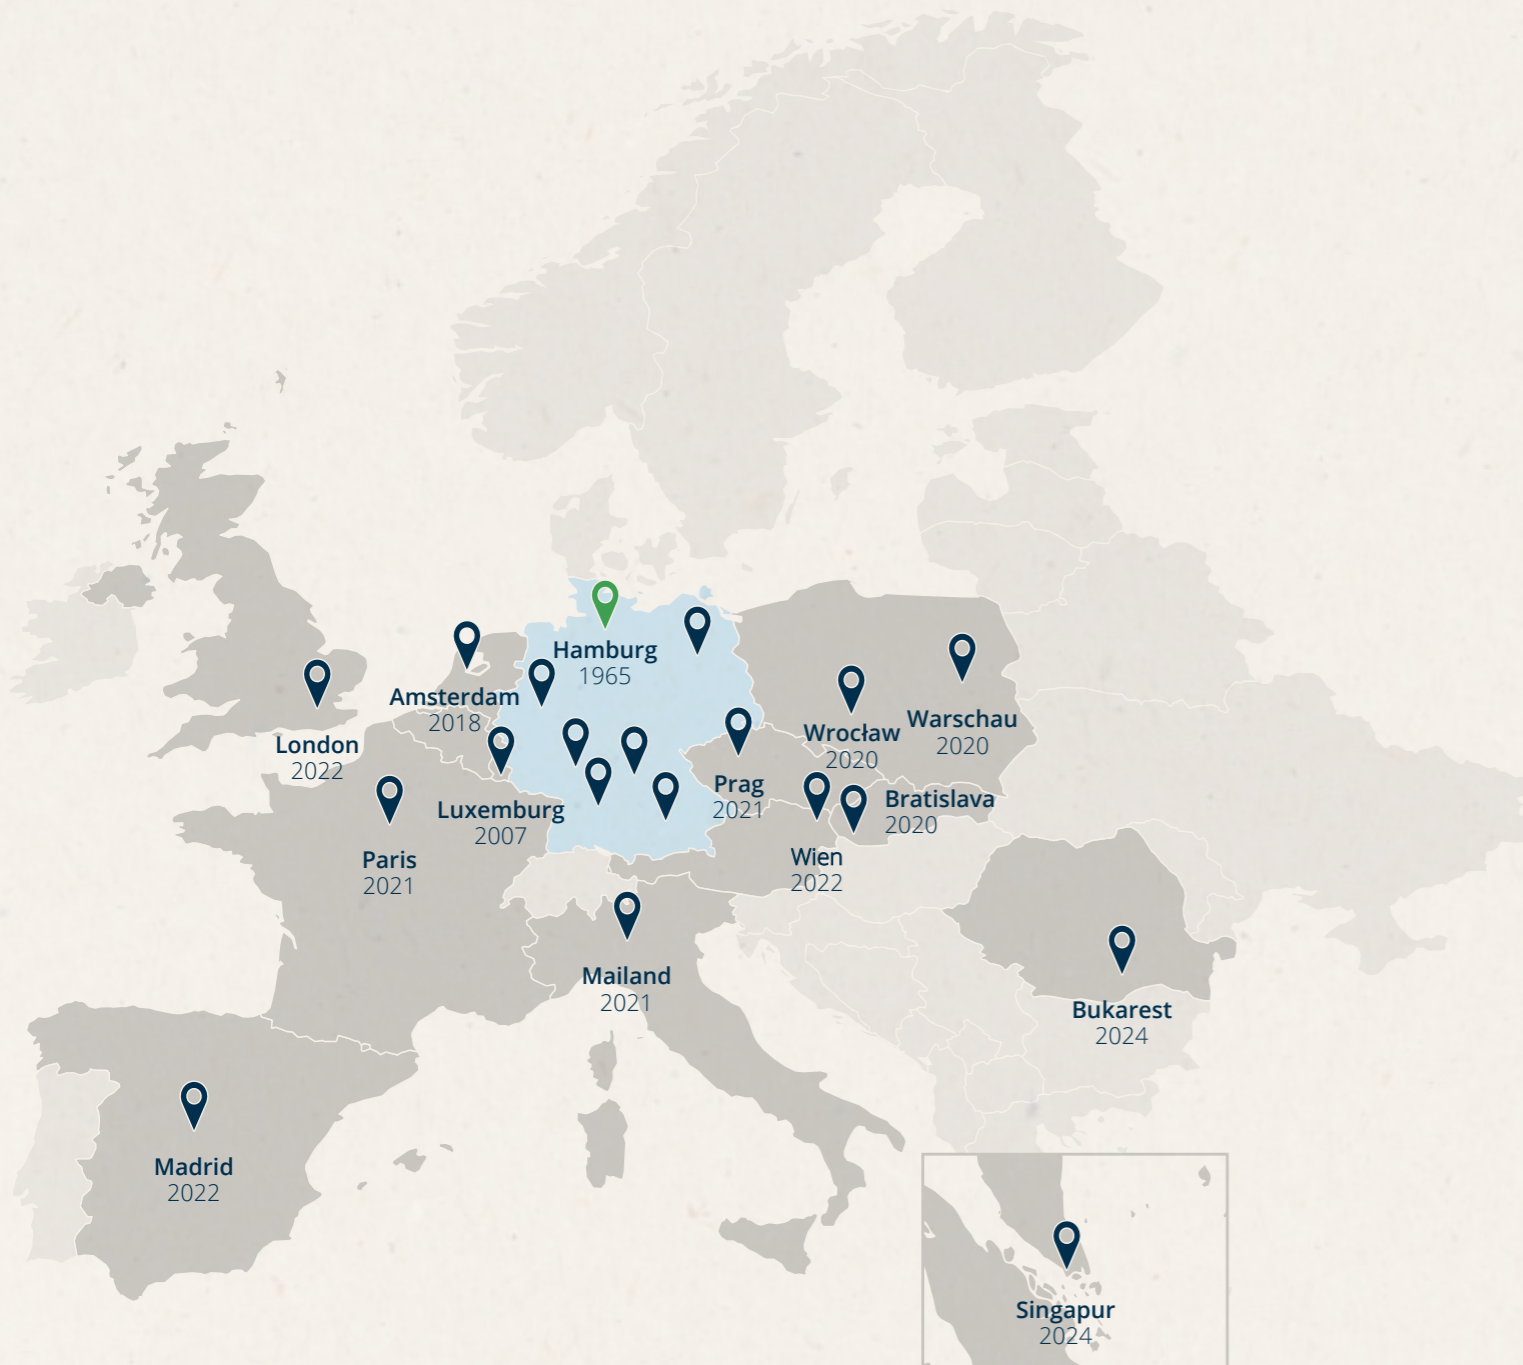 Hamburg
1965
Amsterdam
2018
London
2022
Wrocław
2020
Warschau
2020
Prag
2021
Bratislava
2020
Luxemburg
2007
Paris
2021
Wien
2022
Mailand
2021
Bukarest
2024
Madrid
2022
Singapur
2024